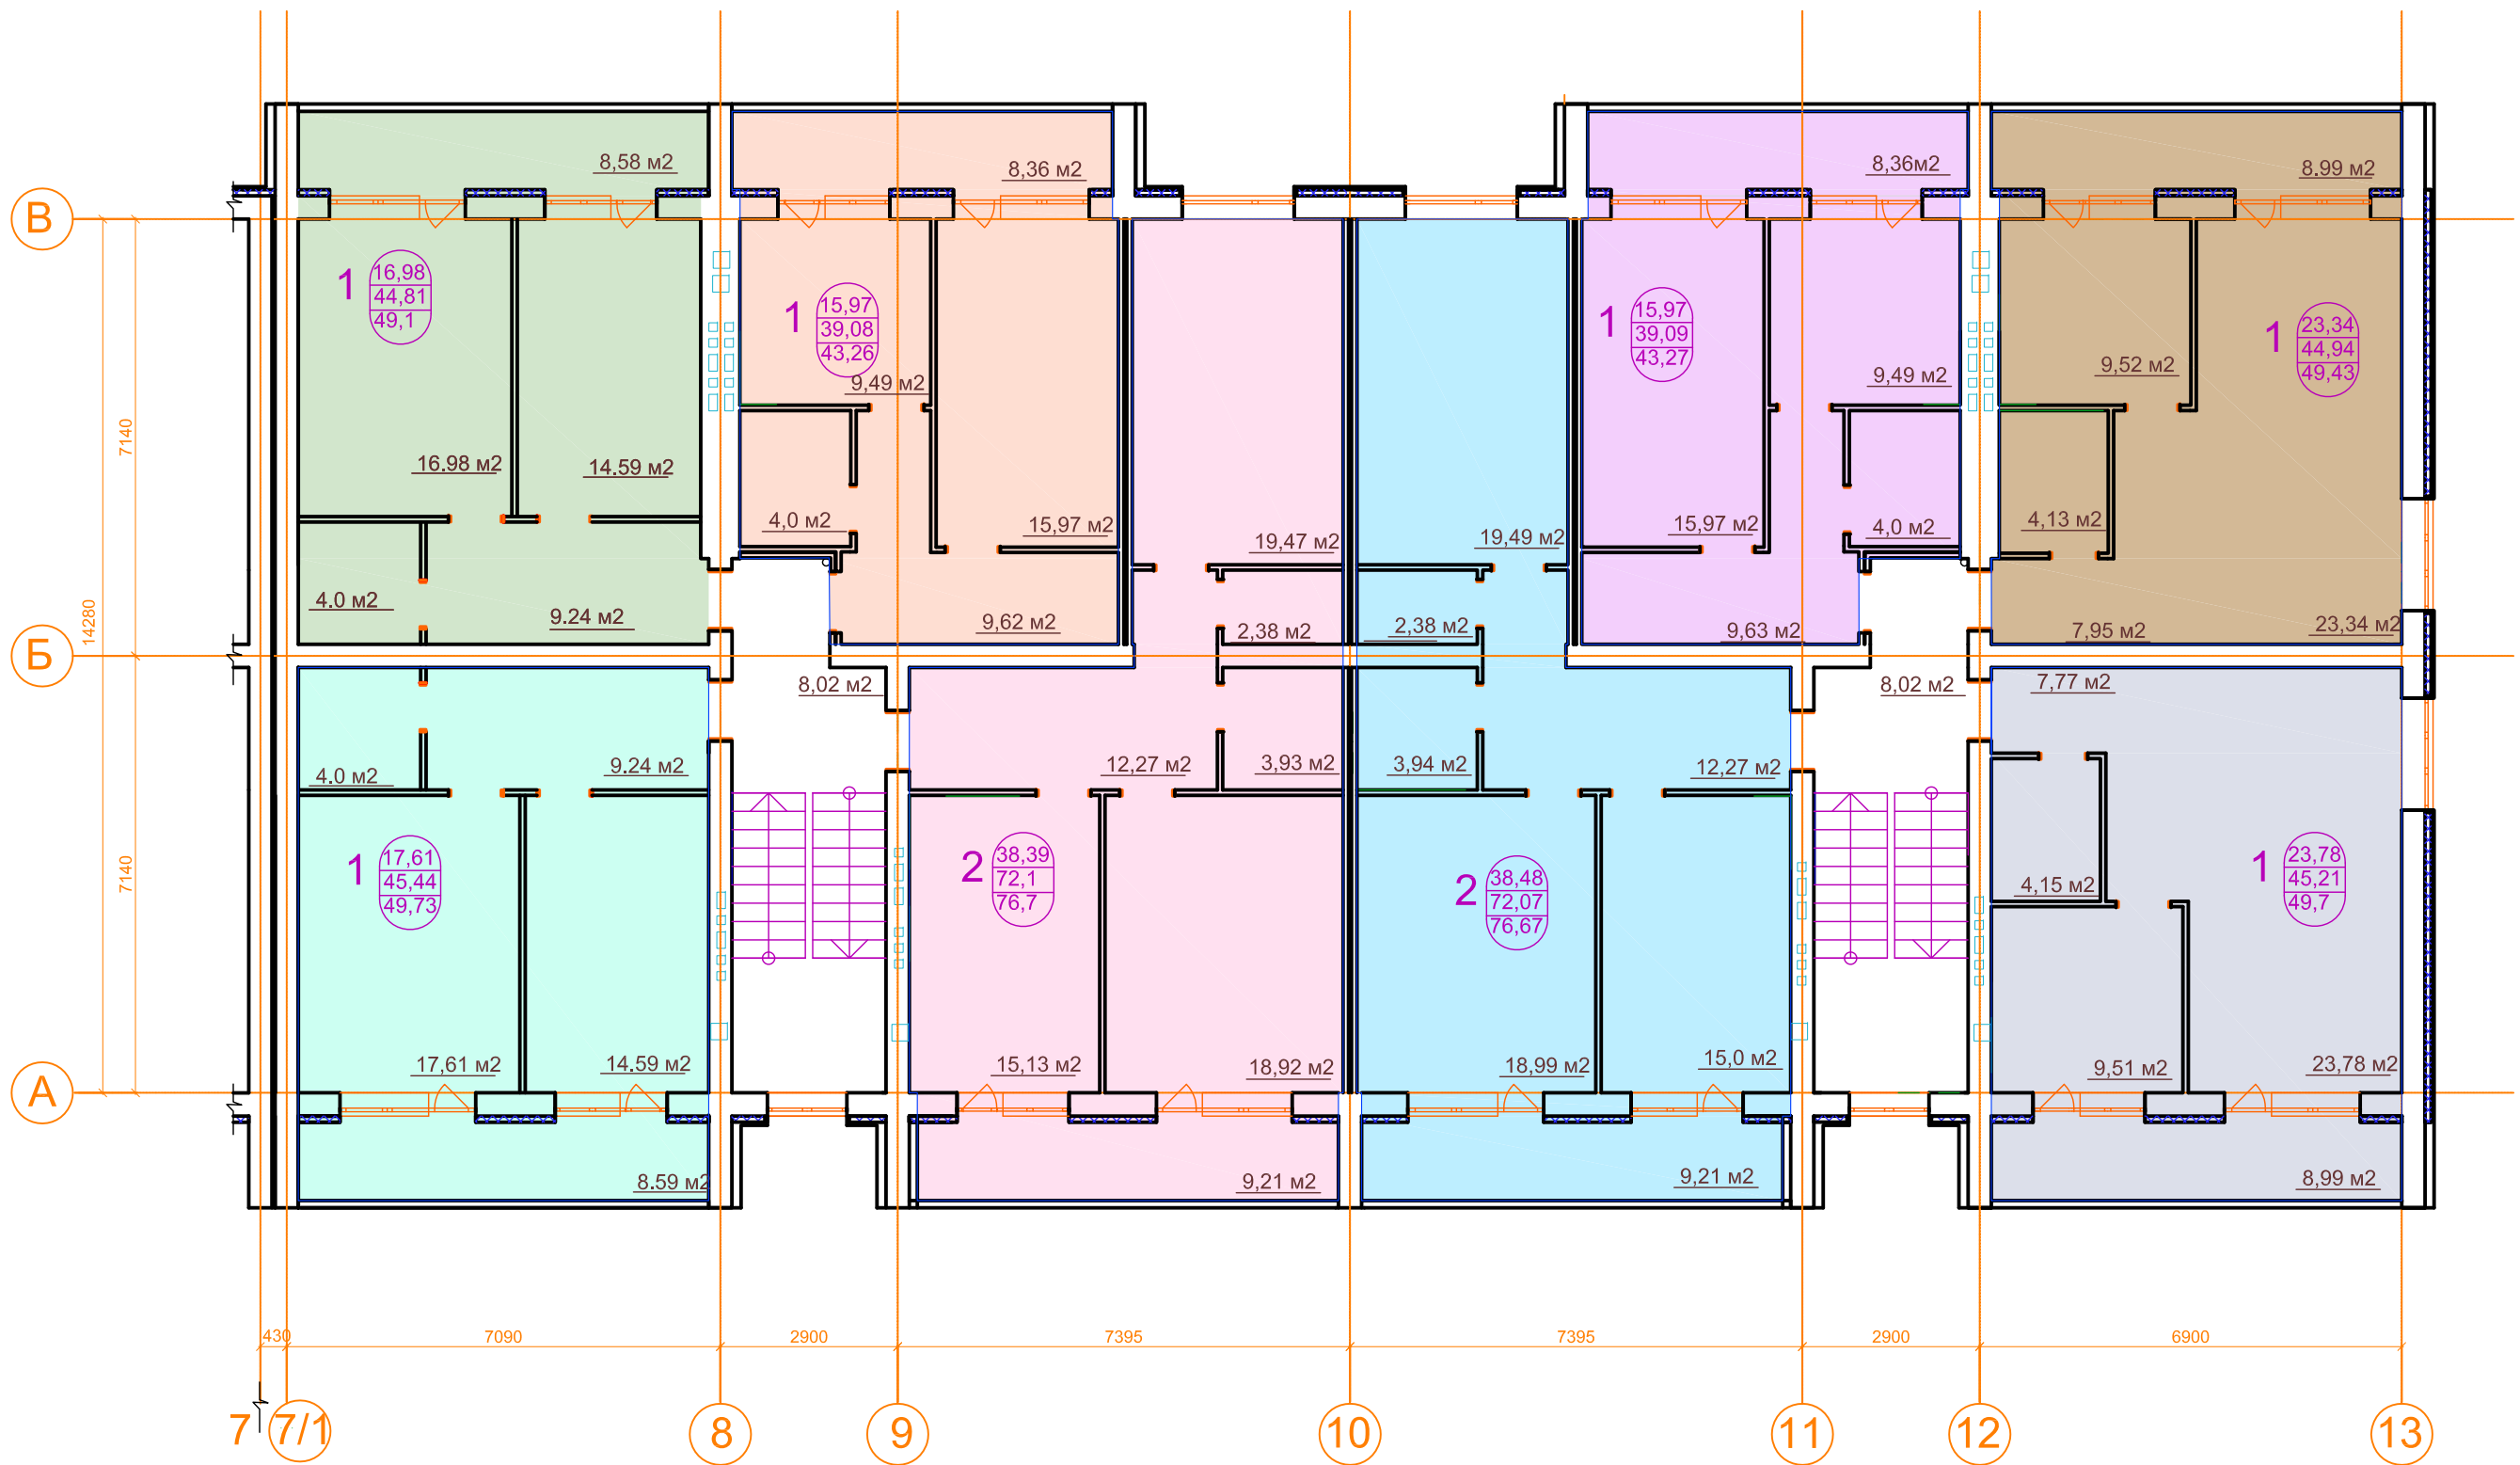 8,58 м2
8,36 м2
8,36м2
8.99 м2
В
1
16,98
44,81
49,1
1
15,97
39,08
43,26
1
15,97
39,09
43,27
1
23,34
44,94
49,43
9,49 м2
9,49 м2
9,52 м2
7140
16.98 м2
14.59 м2
4,0 м2
15,97 м2
19,47 м2
19,49 м2
15,97 м2
4,0 м2
4,13 м2
14280
4.0 м2
9.24 м2
9,62 м2
2,38 м2
2,38 м2
9,63 м2
7,95 м2
23,34 м2
Б
8,02 м2
8,02 м2
7,77 м2
4.0 м2
9.24 м2
12,27 м2
3,93 м2
3,94 м2
12,27 м2
7140
1
17,61
45,44
49,73
2
38,39
72,1
76,7
2
38,48
72,07
76,67
1
23,78
45,21
49,7
4,15 м2
17,61 м2
14.59 м2
15,13 м2
18,92 м2
18,99 м2
15,0 м2
9,51 м2
23,78 м2
А
8.59 м2
9,21 м2
9,21 м2
8,99 м2
430
7090
2900
7395
7395
2900
6900
7
7/1
8
9
10
11
12
13